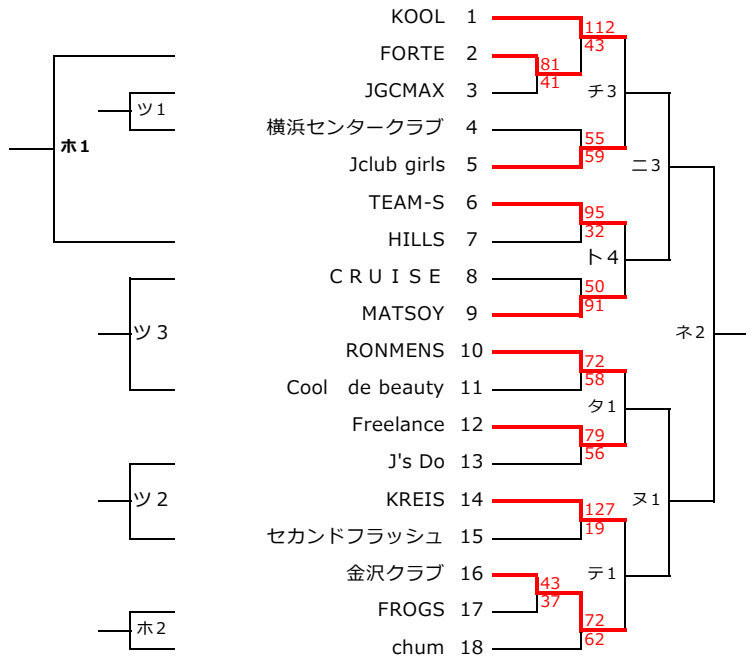 KOOL 1
112
43
FORTE 2
81
41
JGCMAX 3
チ3
ツ1
横浜センタークラブ 4
55
59
ホ1
Jclub girls 5
ニ3
TEAM-S 6
95
32
HILLS 7
ト4
ＣＲＵＩＳＥ 8
50
91
MATSOY 9
ツ3
ネ2
RONMENS 10
72
58
Cool　de beauty 11
タ1
Freelance 12
79
56
J's Do 13
ツ2
KREIS 14
127
19
ヌ1
セカンドフラッシュ 15
金沢クラブ 16
43
37
テ1
FROGS 17
ホ2
72
62
chum 18